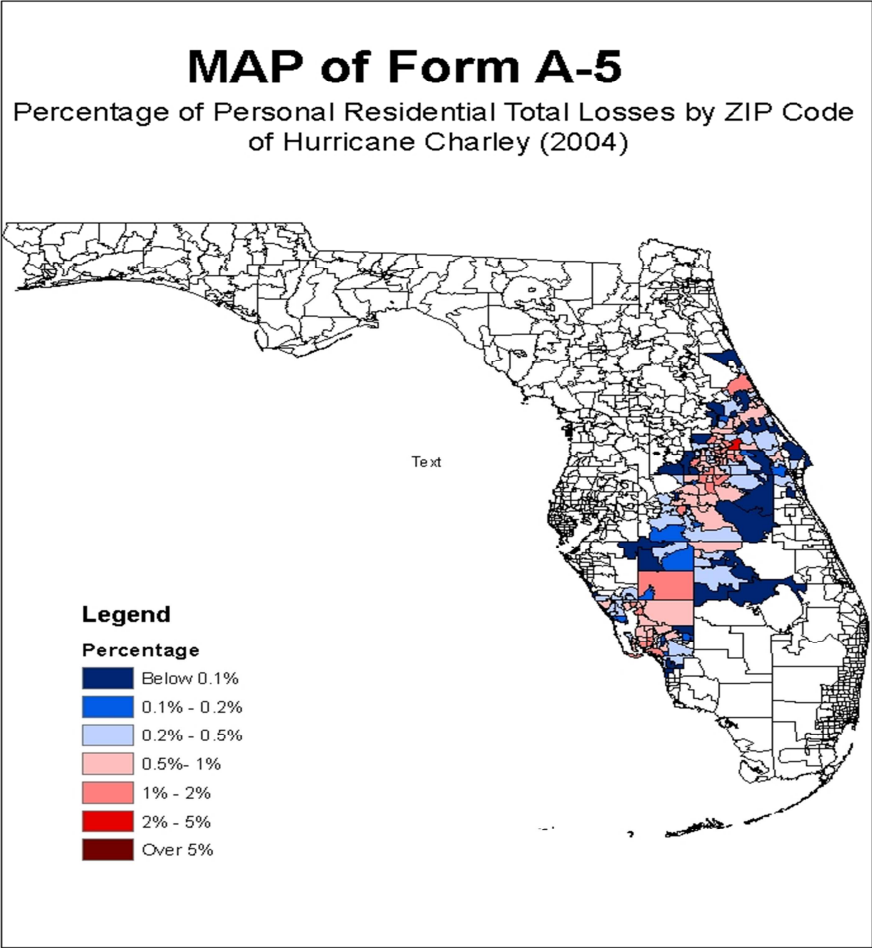 MAP of Form A-5
Percentage of Personal Residential Total Losses by ZIP Code
of Hurricane Charley (2004)
Text
Legend
Percentage
Below 0.1%
0.1% - 0.2%
0.2% - 0.5%
0.5%- 1%
1% - 2%
2% - 5%
Over 5%